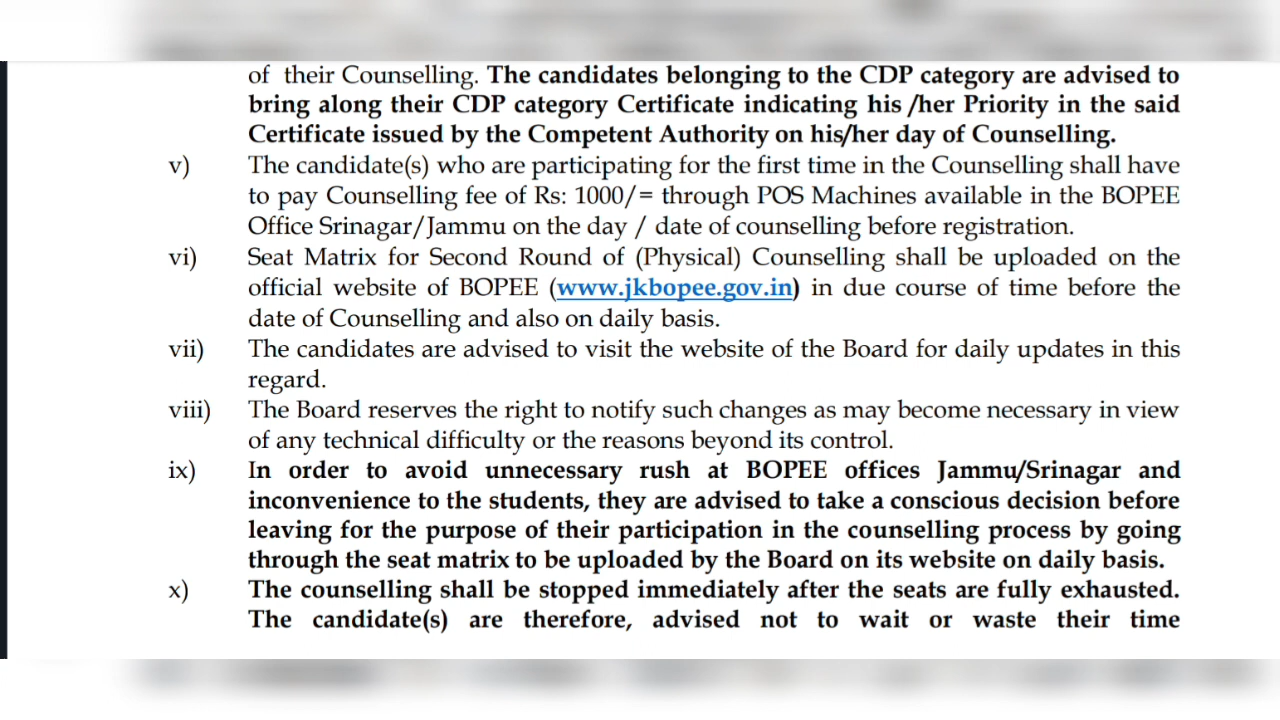 of their Counselling. The candidates belonging to the CDP category are advised to
bring along their CDP category Certificate indicating his /her Priority in the said
Certificate issued by the Competent Authority on his/her day of Counselling.
v) The candidate(s) who are participating for the first time in the Counselling shall have
to pay Counselling fee of Rs: 1000/= through POS Machines available in the BOPEE
Office Srinagar/Jammu on the day / date of counselling before registration.
vi) Seat Matrix for Second Round of (Physical) Counselling shall be uploaded on the
official website of BOPEE (www.jkbopee.gov.in) in due course of time before the
date of Counselling and also on daily basis.
vii) The candidates are advised to visit the website of the Board for daily updates in this
regard.
viii) The Board reserves the right to notify such changes as may become necessary in view
of any technical difficulty or the reasons beyond its control.
ix) In order to avoid unnecessary rush at BOPEE offices Jammu/Srinagar and
inconvenience to the students, they are advised to take a conscious decision before
leaving for the purpose of their participation in the counselling process by going
through the seat matrix to be uploaded by the Board on its website on daily basis.
x) The counselling shall be stopped immediately after the seats are fully exhausted.
The candidate(s) are therefore, advised not to wait or waste their time